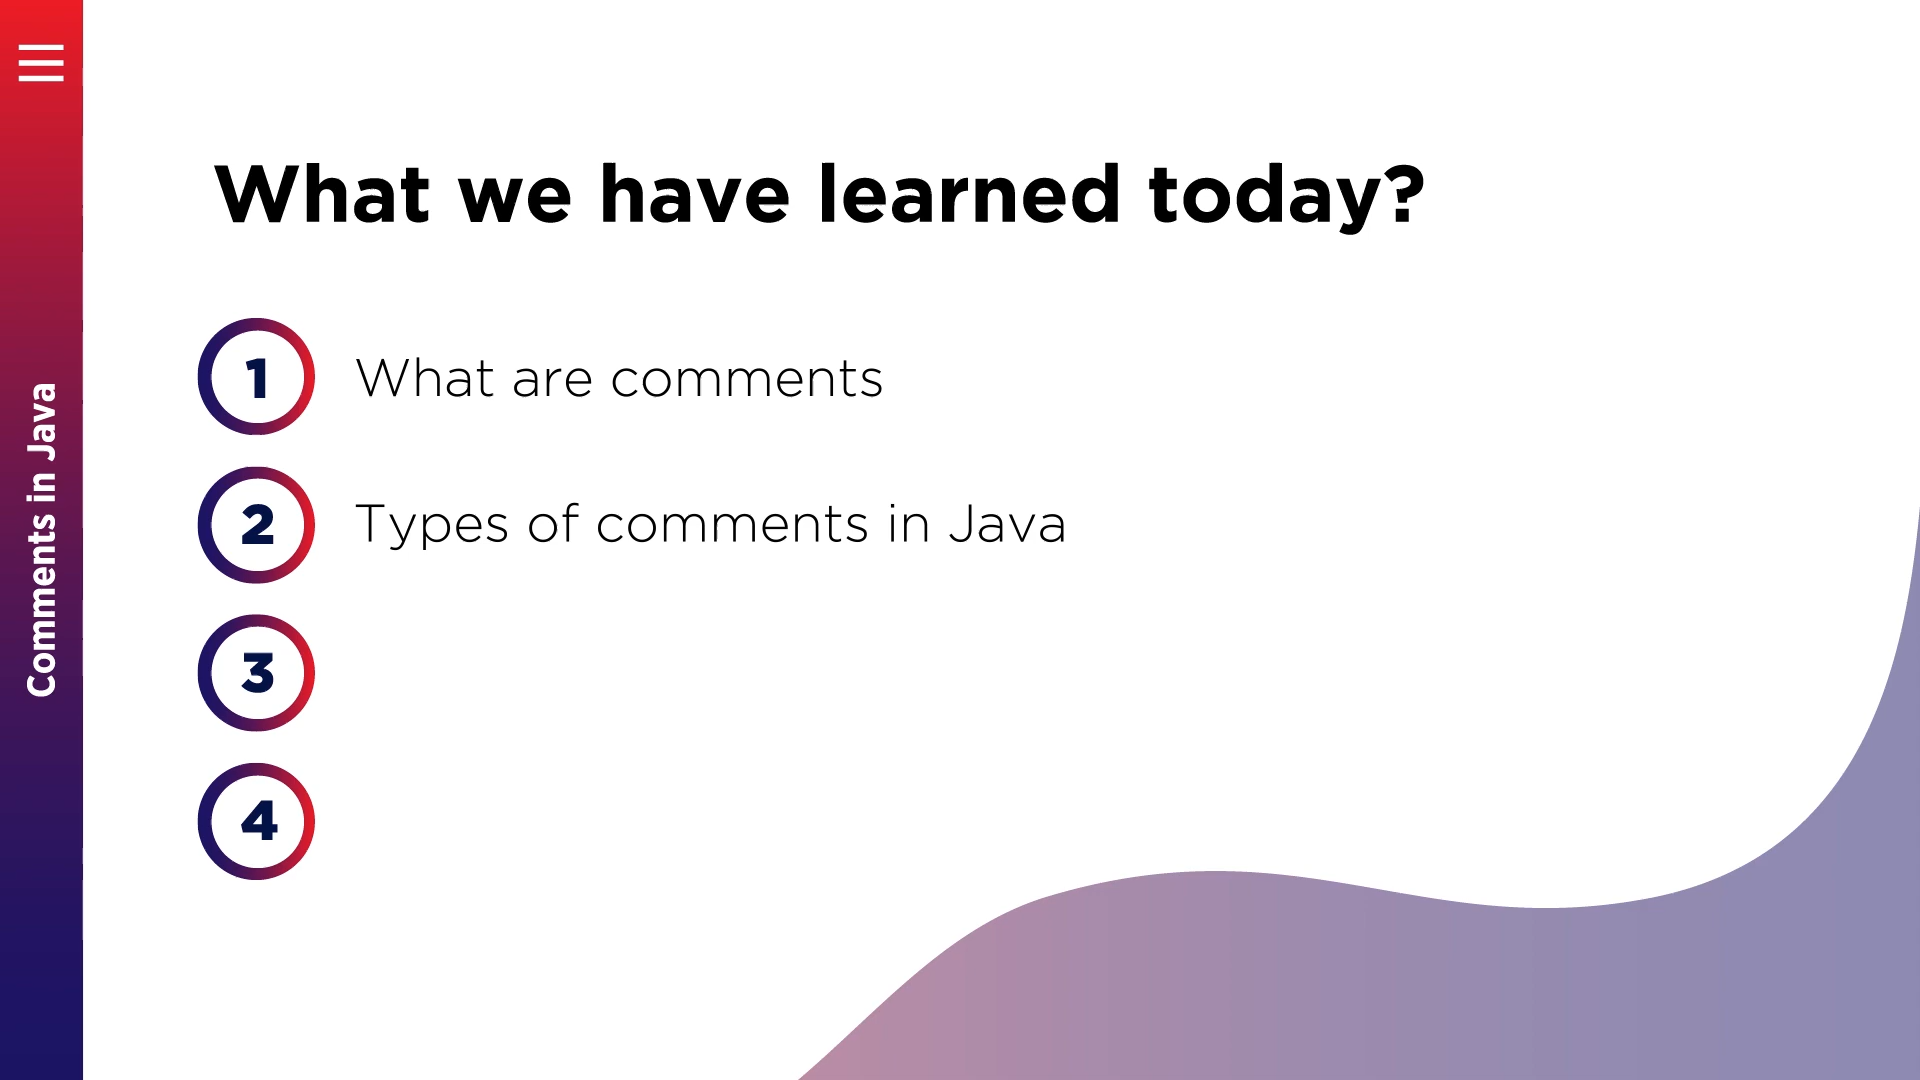 Comments in Java
What we have learned today?
1 What are comments
2 Types of comments in Java
3
4